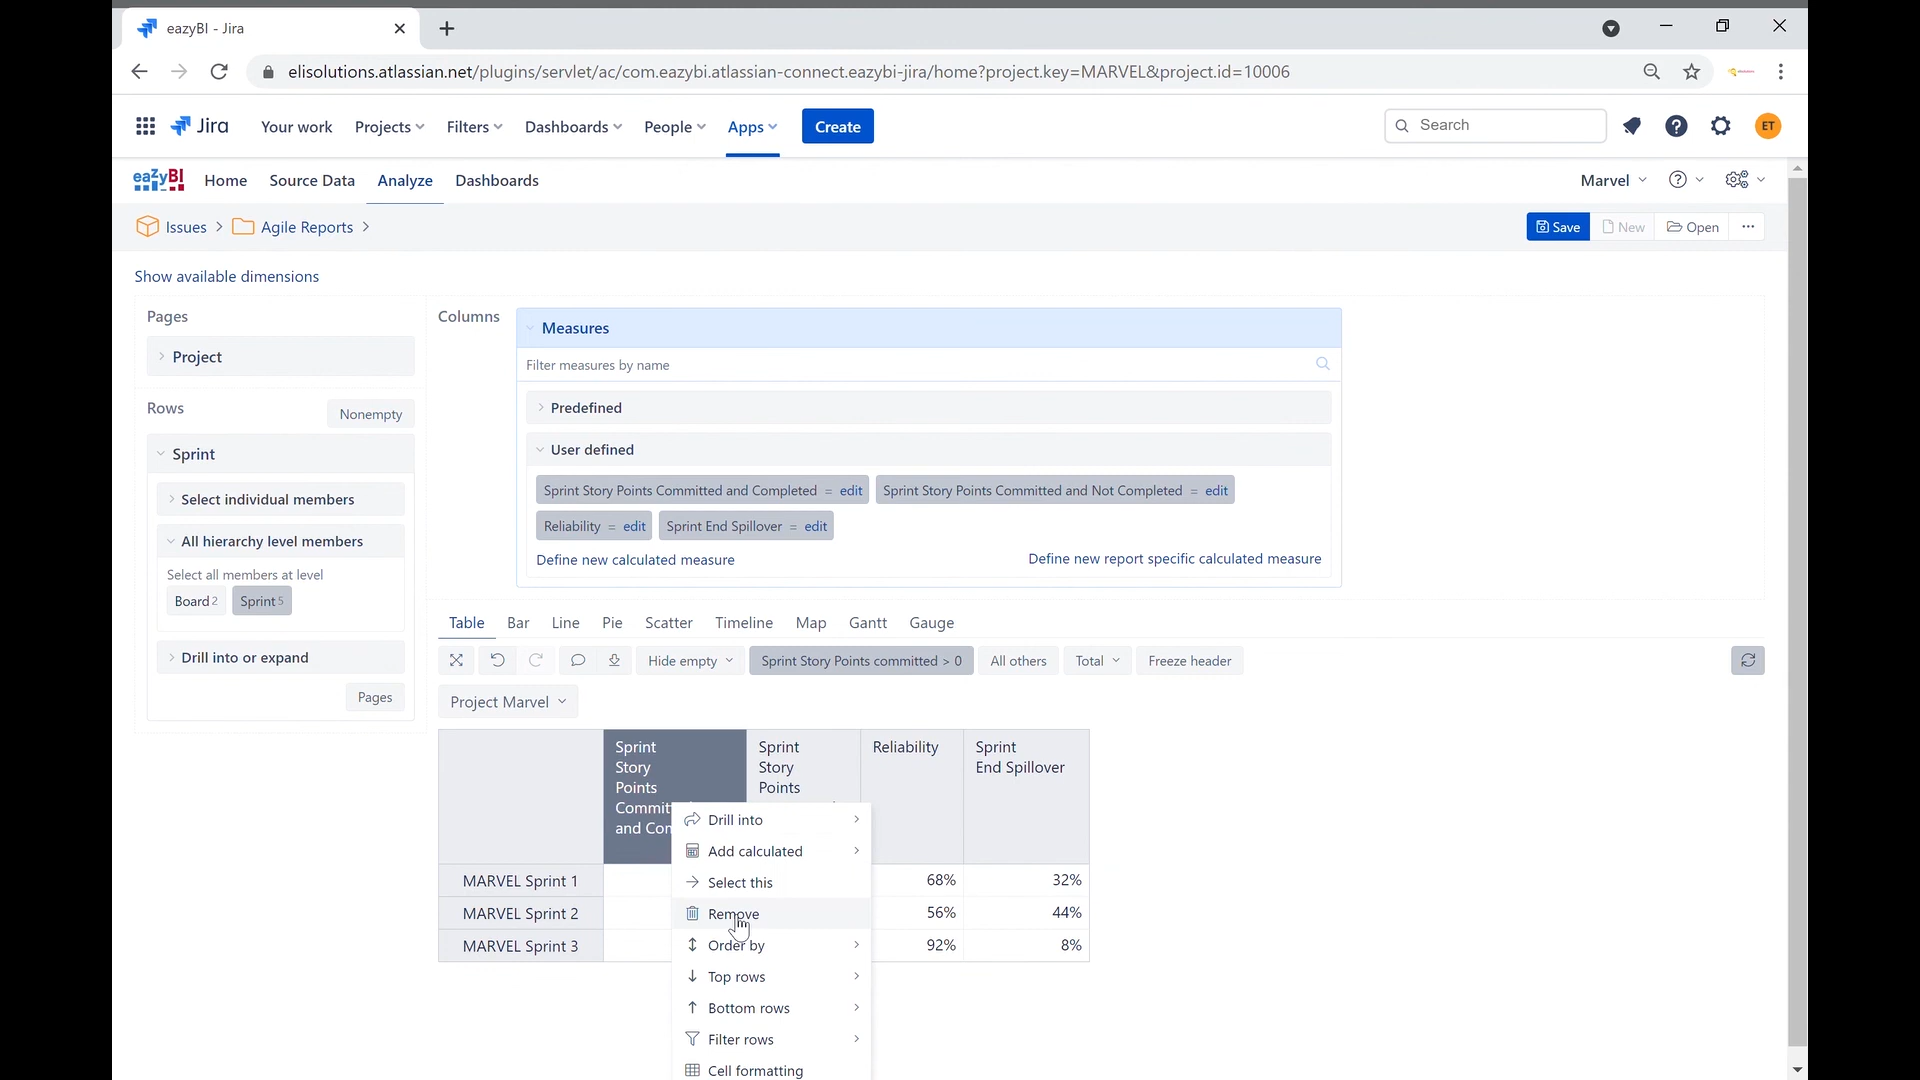 eazyBI - Jira
elisolutions.atlassian.net/plugins/servlet/ac/com.eazybi.atlassian-connect.eazybi-jira/home?project.key=MARVEL&project.id=10006
Jira
Your work
Projects
Filters
Dashboards
People
Apps
Create
Search
ET
eazyBI
Home
Source Data
Analyze
Dashboards
Marvel
Issues
Agile Reports
Save
New
Open
Show available dimensions
Pages
Project
Rows
Nonempty
Sprint
Select individual members
All hierarchy level members
Select all members at level
Board 2
Sprint 5
Drill into or expand
Pages
Columns
Measures
Filter measures by name
Predefined
User defined
Sprint Story Points Committed and Completed = edit
Sprint Story Points Committed and Not Completed = edit
Reliability = edit
Sprint End Spillover = edit
Define new calculated measure
Define new report specific calculated measure
Table
Bar
Line
Pie
Scatter
Timeline
Map
Gantt
Gauge
Hide empty
Sprint Story Points committed > 0
All others
Total
Freeze header
Project Marvel
Sprint
Story
Points
Commit
and Con
Sprint
Story
Points
Reliability
Sprint
End Spillover
MARVEL Sprint 1
68%
32%
MARVEL Sprint 2
56%
44%
MARVEL Sprint 3
92%
8%
Drill into
Add calculated
Select this
Remove
Order by
Top rows
Bottom rows
Filter rows
Cell formatting